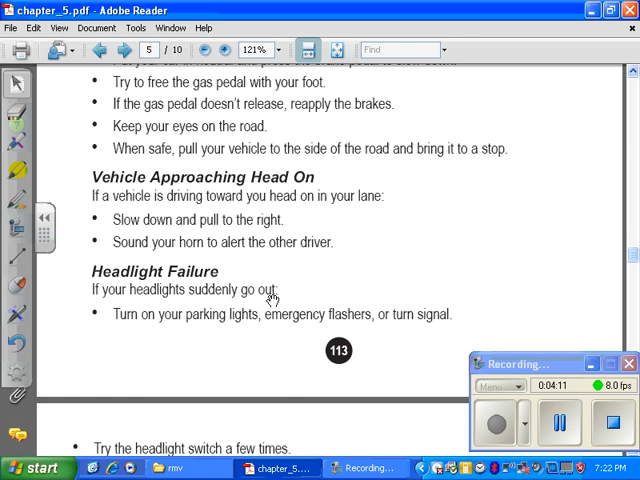 chapter_5.pdf - Adobe Reader
File Edit View Document Tools Window Help
5 / 10 121% Find
Try to free the gas pedal with your foot.
• If the gas pedal doesn't release, reapply the brakes.
• Keep your eyes on the road.
• When safe, pull your vehicle to the side of the road and bring it to a stop.
Vehicle Approaching Head On
If a vehicle is driving toward you head on in your lane:
• Slow down and pull to the right.
• Sound your horn to alert the other driver.
Headlight Failure
If your headlights suddenly go out:
• Turn on your parking lights, emergency flashers, or turn signal.
113
Recording...
Menu 0:04:11 8.0 fps
• Try the headlight switch a few times.
start rmv chapter_5.... Recording... 7:22 PM